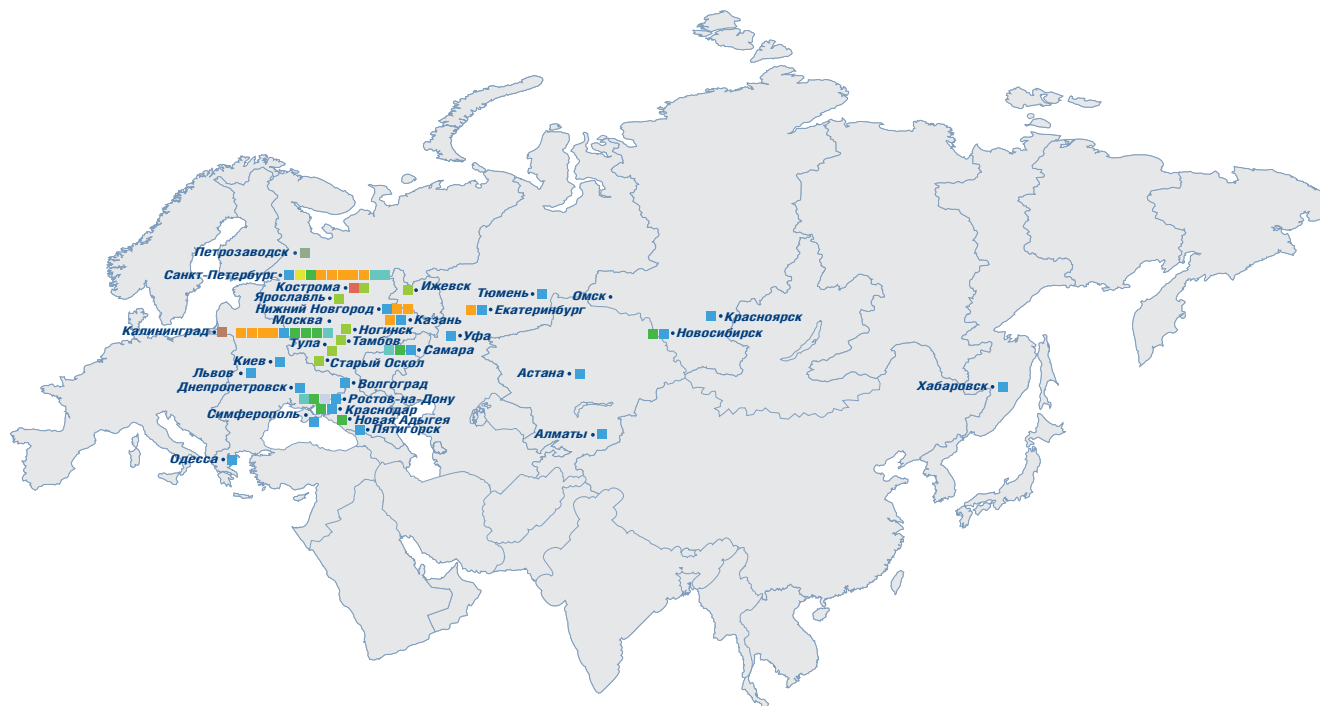 Петрозаводск
Санкт-Петербург
Кострома
Ижевск
Ярославль
Тюмень
Омск
Нижний Новгород
Екатеринбург
Москва
Казань
Красноярск
Калининград
Ногинск
Новосибирск
Тула
Тамбов
Уфа
Самара
Киев
Старый Оскол
Львов
Астана
Днепропетровск
Волгоград
Хабаровск
Ростов-на-Дону
Симферополь
Краснодар
Новая Адыгея
Пятигорск
Алматы
Одесса